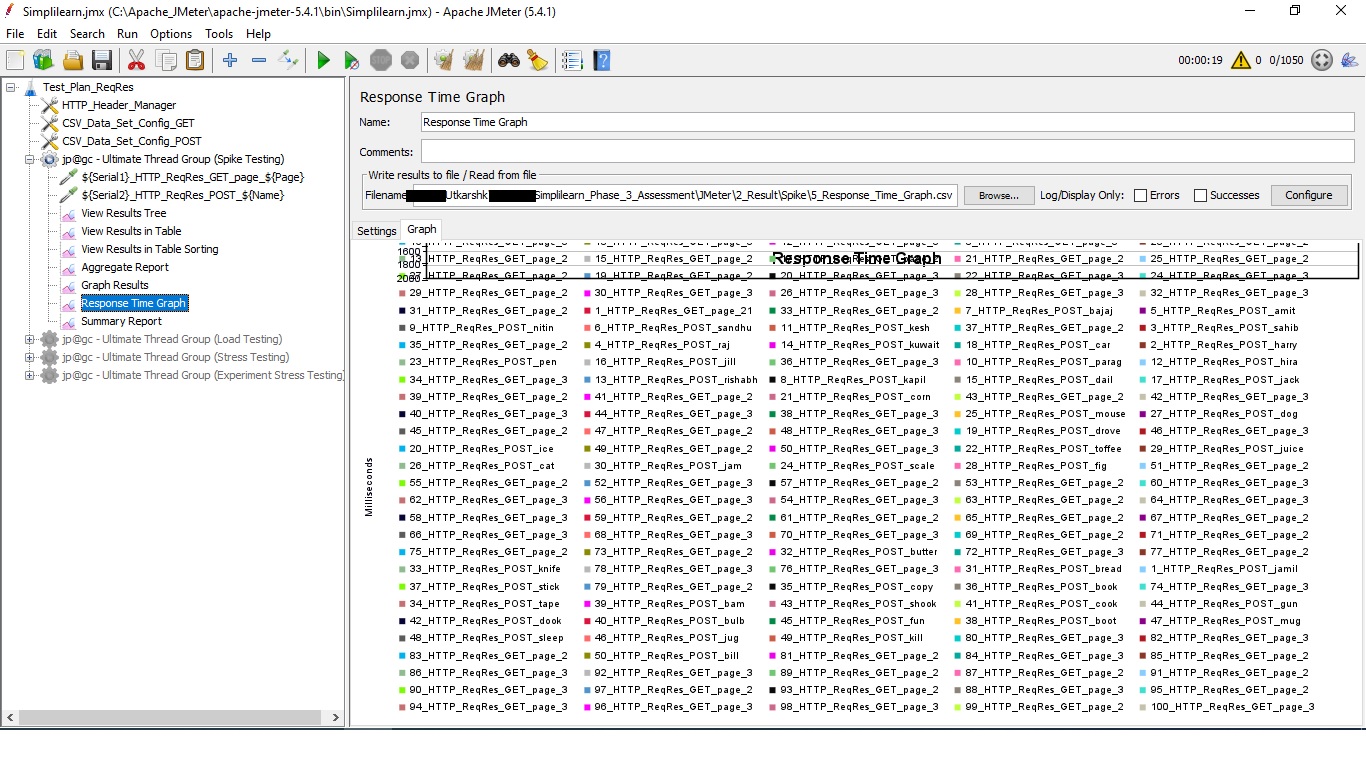 Simplilearn.jmx (C:\Apache_JMeter\apache-jmeter-5.4.1\bin\Simplilearn.jmx) - Apache JMeter (5.4.1)
File Edit Search Run Options Tools Help
00:00:19 0 0/1050
Test_Plan_ReqRes
HTTP_Header_Manager
CSV_Data_Set_Config_GET
CSV_Data_Set_Config_POST
jp@gc - Ultimate Thread Group (Spike Testing)
${Serial1}_HTTP_ReqRes_GET_page_${Page}
${Serial2}_HTTP_ReqRes_POST_${Name}
View Results Tree
View Results in Table
View Results in Table Sorting
Aggregate Report
Graph Results
Response Time Graph
Summary Report
jp@gc - Ultimate Thread Group (Load Testing)
jp@gc - Ultimate Thread Group (Stress Testing)
jp@gc - Ultimate Thread Group (Experiment Stress Testing)
Response Time Graph
Name: Response Time Graph
Comments:
Write results to file / Read from file
Filename Utkarshk Simplilearn_Phase_3_Assessment\JMeter\2_Result\Spike\5_Response_Time_Graph.csv Browse... Log/Display Only: Errors Successes Configure
Settings Graph
Response Time Graph
1600
1800
2000
Milliseconds
15_HTTP_ReqRes_GET_page_2 21_HTTP_ReqRes_GET_page_2 25_HTTP_ReqRes_GET_page_2
19_HTTP_ReqRes_GET_page_2 20_HTTP_ReqRes_GET_page_3 22_HTTP_ReqRes_GET_page_3 24_HTTP_ReqRes_GET_page_3
29_HTTP_ReqRes_GET_page_2 30_HTTP_ReqRes_GET_page_3 26_HTTP_ReqRes_GET_page_3 28_HTTP_ReqRes_GET_page_3 32_HTTP_ReqRes_GET_page_3
31_HTTP_ReqRes_GET_page_2 1_HTTP_ReqRes_GET_page_21 33_HTTP_ReqRes_GET_page_2 7_HTTP_ReqRes_POST_bajaj 5_HTTP_ReqRes_POST_amit
9_HTTP_ReqRes_POST_nitin 6_HTTP_ReqRes_POST_sandhu 11_HTTP_ReqRes_POST_kesh 37_HTTP_ReqRes_GET_page_2 3_HTTP_ReqRes_POST_sahib
35_HTTP_ReqRes_GET_page_2 4_HTTP_ReqRes_POST_raj 14_HTTP_ReqRes_POST_kuwait 18_HTTP_ReqRes_POST_car 2_HTTP_ReqRes_POST_harry
23_HTTP_ReqRes_POST_pen 16_HTTP_ReqRes_POST_jill 36_HTTP_ReqRes_GET_page_3 10_HTTP_ReqRes_POST_parag 12_HTTP_ReqRes_POST_hira
34_HTTP_ReqRes_GET_page_3 13_HTTP_ReqRes_POST_rishabh 8_HTTP_ReqRes_POST_kapil 15_HTTP_ReqRes_POST_dail 17_HTTP_ReqRes_POST_jack
39_HTTP_ReqRes_GET_page_2 41_HTTP_ReqRes_GET_page_2 21_HTTP_ReqRes_POST_corn 43_HTTP_ReqRes_GET_page_2 42_HTTP_ReqRes_GET_page_3
40_HTTP_ReqRes_GET_page_3 44_HTTP_ReqRes_GET_page_3 38_HTTP_ReqRes_GET_page_3 25_HTTP_ReqRes_POST_mouse 27_HTTP_ReqRes_POST_dog
45_HTTP_ReqRes_GET_page_2 47_HTTP_ReqRes_GET_page_2 48_HTTP_ReqRes_GET_page_3 19_HTTP_ReqRes_POST_drove 46_HTTP_ReqRes_GET_page_3
20_HTTP_ReqRes_POST_ice 49_HTTP_ReqRes_GET_page_2 50_HTTP_ReqRes_GET_page_3 22_HTTP_ReqRes_POST_toffee 29_HTTP_ReqRes_POST_juice
26_HTTP_ReqRes_POST_cat 30_HTTP_ReqRes_POST_jam 24_HTTP_ReqRes_POST_scale 28_HTTP_ReqRes_POST_fig 51_HTTP_ReqRes_GET_page_2
55_HTTP_ReqRes_GET_page_2 52_HTTP_ReqRes_GET_page_3 57_HTTP_ReqRes_GET_page_2 53_HTTP_ReqRes_GET_page_2 60_HTTP_ReqRes_GET_page_3
62_HTTP_ReqRes_GET_page_3 56_HTTP_ReqRes_GET_page_3 54_HTTP_ReqRes_GET_page_3 63_HTTP_ReqRes_GET_page_2 64_HTTP_ReqRes_GET_page_3
58_HTTP_ReqRes_GET_page_3 59_HTTP_ReqRes_GET_page_2 61_HTTP_ReqRes_GET_page_2 65_HTTP_ReqRes_GET_page_2 67_HTTP_ReqRes_GET_page_2
66_HTTP_ReqRes_GET_page_3 68_HTTP_ReqRes_GET_page_3 70_HTTP_ReqRes_GET_page_3 69_HTTP_ReqRes_GET_page_2 71_HTTP_ReqRes_GET_page_2
75_HTTP_ReqRes_GET_page_2 73_HTTP_ReqRes_GET_page_2 32_HTTP_ReqRes_POST_butter 72_HTTP_ReqRes_GET_page_3 77_HTTP_ReqRes_GET_page_2
33_HTTP_ReqRes_POST_knife 78_HTTP_ReqRes_GET_page_3 76_HTTP_ReqRes_GET_page_3 31_HTTP_ReqRes_POST_bread 1_HTTP_ReqRes_POST_jamil
37_HTTP_ReqRes_POST_stick 79_HTTP_ReqRes_GET_page_2 35_HTTP_ReqRes_POST_copy 36_HTTP_ReqRes_POST_book 74_HTTP_ReqRes_GET_page_3
34_HTTP_ReqRes_POST_tape 39_HTTP_ReqRes_POST_bam 43_HTTP_ReqRes_POST_shook 41_HTTP_ReqRes_POST_cook 44_HTTP_ReqRes_POST_gun
42_HTTP_ReqRes_POST_dook 40_HTTP_ReqRes_POST_bulb 45_HTTP_ReqRes_POST_fun 38_HTTP_ReqRes_POST_boot 47_HTTP_ReqRes_POST_mug
48_HTTP_ReqRes_POST_sleep 46_HTTP_ReqRes_POST_jug 49_HTTP_ReqRes_POST_kill 80_HTTP_ReqRes_GET_page_3 82_HTTP_ReqRes_GET_page_3
83_HTTP_ReqRes_GET_page_2 50_HTTP_ReqRes_POST_bill 81_HTTP_ReqRes_GET_page_2 84_HTTP_ReqRes_GET_page_3 85_HTTP_ReqRes_GET_page_2
86_HTTP_ReqRes_GET_page_3 92_HTTP_ReqRes_GET_page_3 89_HTTP_ReqRes_GET_page_2 87_HTTP_ReqRes_GET_page_2 91_HTTP_ReqRes_GET_page_2
90_HTTP_ReqRes_GET_page_3 97_HTTP_ReqRes_GET_page_2 93_HTTP_ReqRes_GET_page_2 88_HTTP_ReqRes_GET_page_3 95_HTTP_ReqRes_GET_page_2
94_HTTP_ReqRes_GET_page_3 96_HTTP_ReqRes_GET_page_3 98_HTTP_ReqRes_GET_page_3 99_HTTP_ReqRes_GET_page_2 100_HTTP_ReqRes_GET_page_3